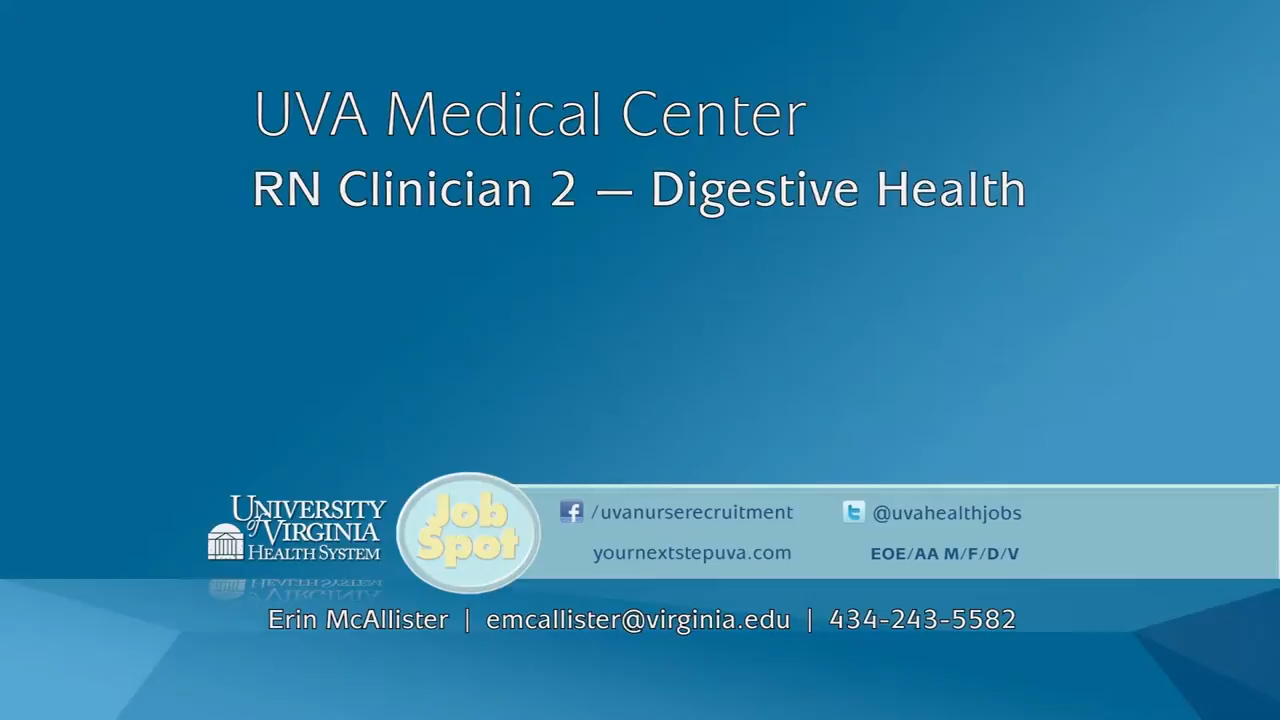 UVA Medical Center
RN Clinician 2 — Digestive Health
UNIVERSITY
of VIRGINIA
HEALTH SYSTEM
Job
Spot
/uvanurserecruitment
@uvahealthjobs
yournextstepuva.com
EOE/AA M/F/D/V
Erin McAllister | emcallister@virginia.edu | 434-243-5582